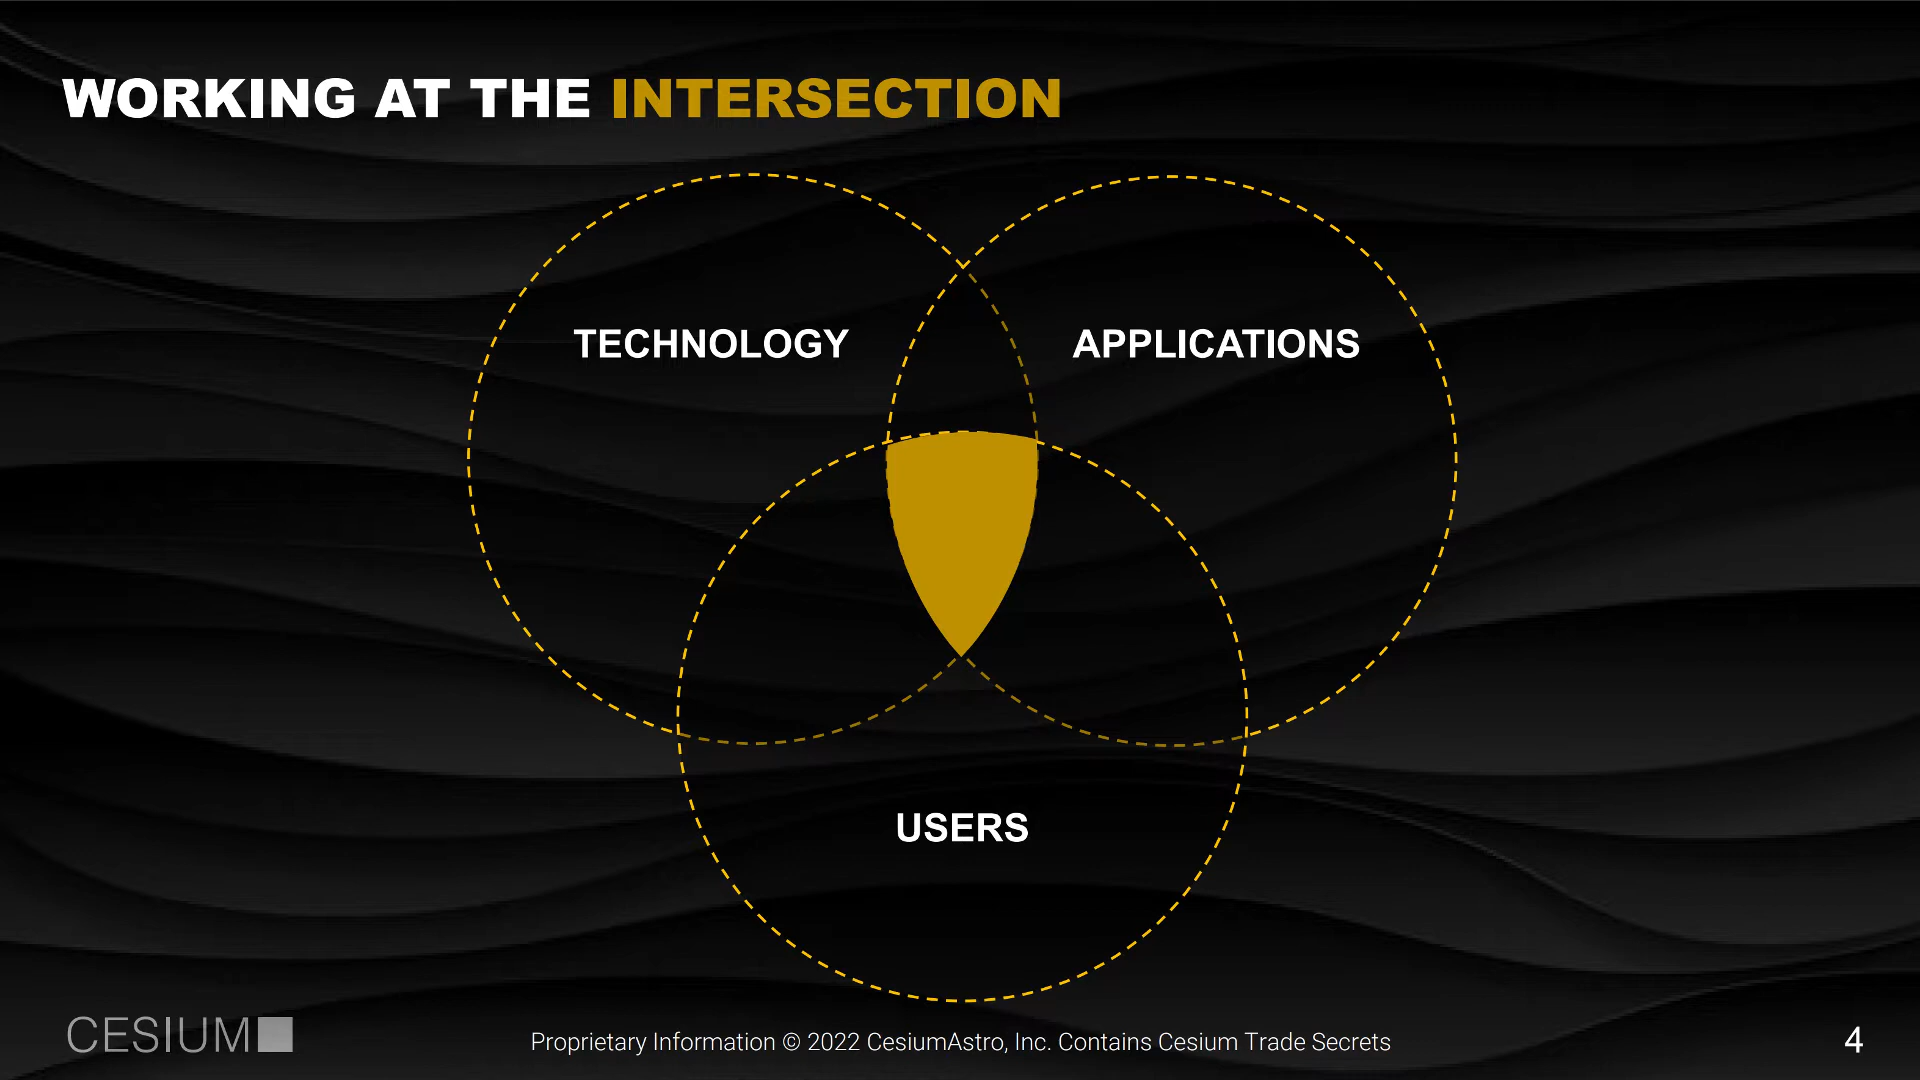 WORKING AT THE INTERSECTION
TECHNOLOGY
APPLICATIONS
USERS
CESIUM
Proprietary Information © 2022 CesiumAstro, Inc. Contains Cesium Trade Secrets
4